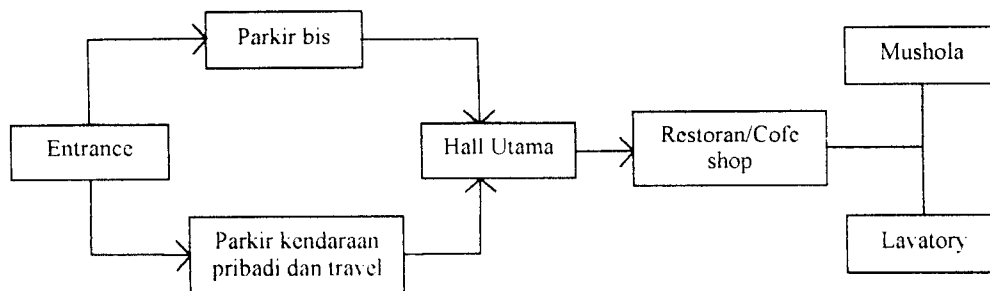 Parkir bis
Mushola
Entrance
Hall Utama
Restoran/Cofe
shop
Parkir kendaraan
pribadi dan travel
Lavatory